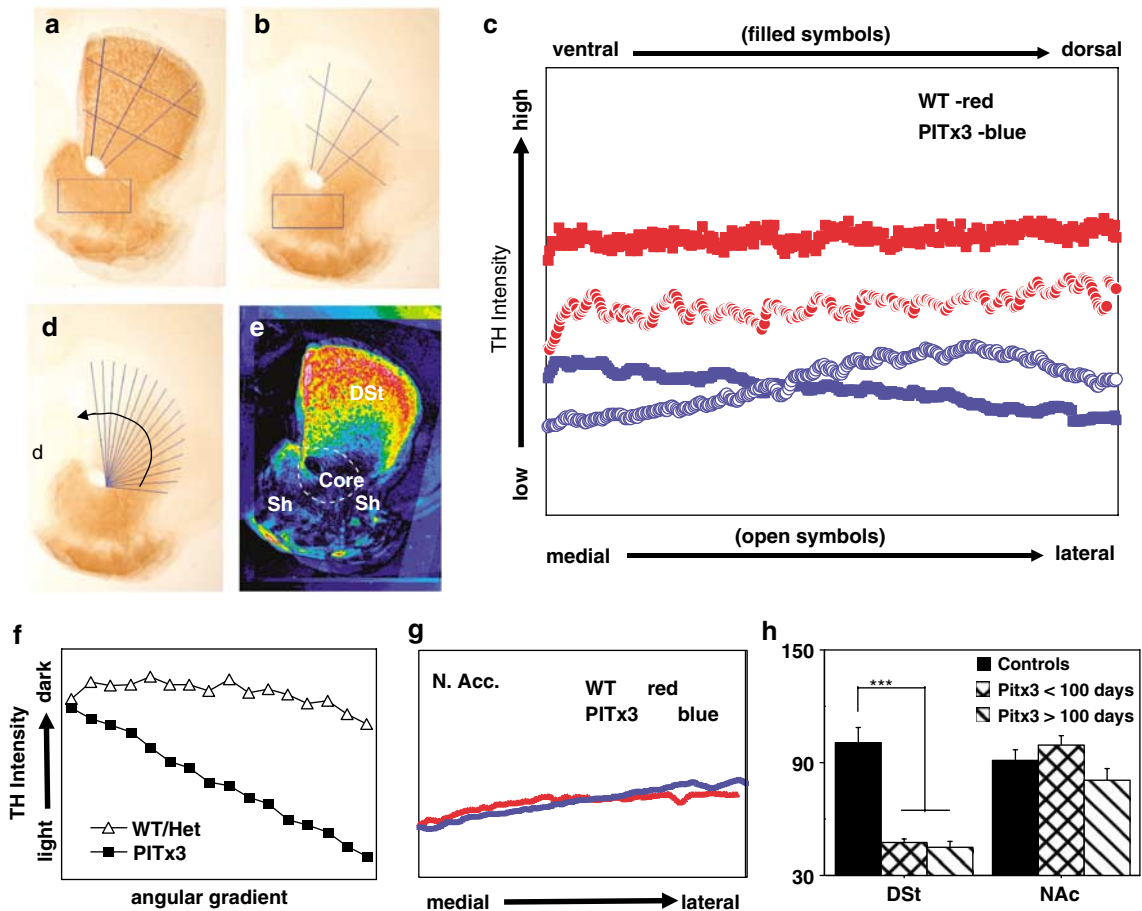 a
b
c
(filled symbols)
ventral
dorsal
WT -red
PITx3 -blue
high
TH Intensity
low
medial
(open symbols)
lateral
d
d
e
DSt
Core
Sh
Sh
f
TH Intensity
light
dark
WT/Het
PITx3
angular gradient
g
N. Acc.
WT red
PITx3 blue
medial
lateral
h
150
90
30
***
Controls
Pitx3 < 100 days
Pitx3 > 100 days
DSt
NAc